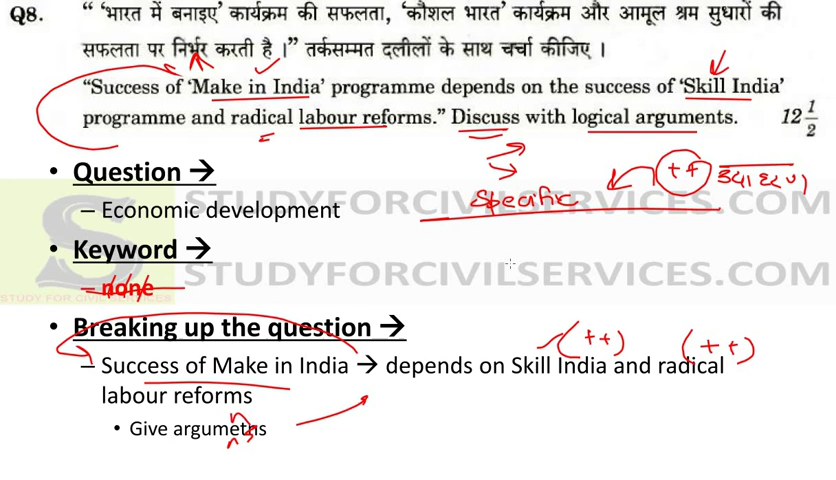 Q8. “ ‘भारत में बनाइए’ कार्यक्रम की सफलता, ‘कौशल भारत’ कार्यक्रम और आमूल श्रम सुधारों की
सफलता पर निर्भर करती है ।” तर्कसम्मत दलीलों के साथ चर्चा कीजिए ।
“Success of ‘Make in India’ programme depends on the success of ‘Skill India’
programme and radical labour reforms.” Discuss with logical arguments. 12 1/2
• Question →
++ उदाहरण
Specific
– Economic development
STUDYFORCIVILSERVICES.COM
• Keyword →
– none
STUDYFORCIVILSERVICES.COM
STUDY FOR CIVIL SERVICES
• Breaking up the question →
(++) (++)
– Success of Make in India → depends on Skill India and radical
labour reforms
• Give argumeths
n